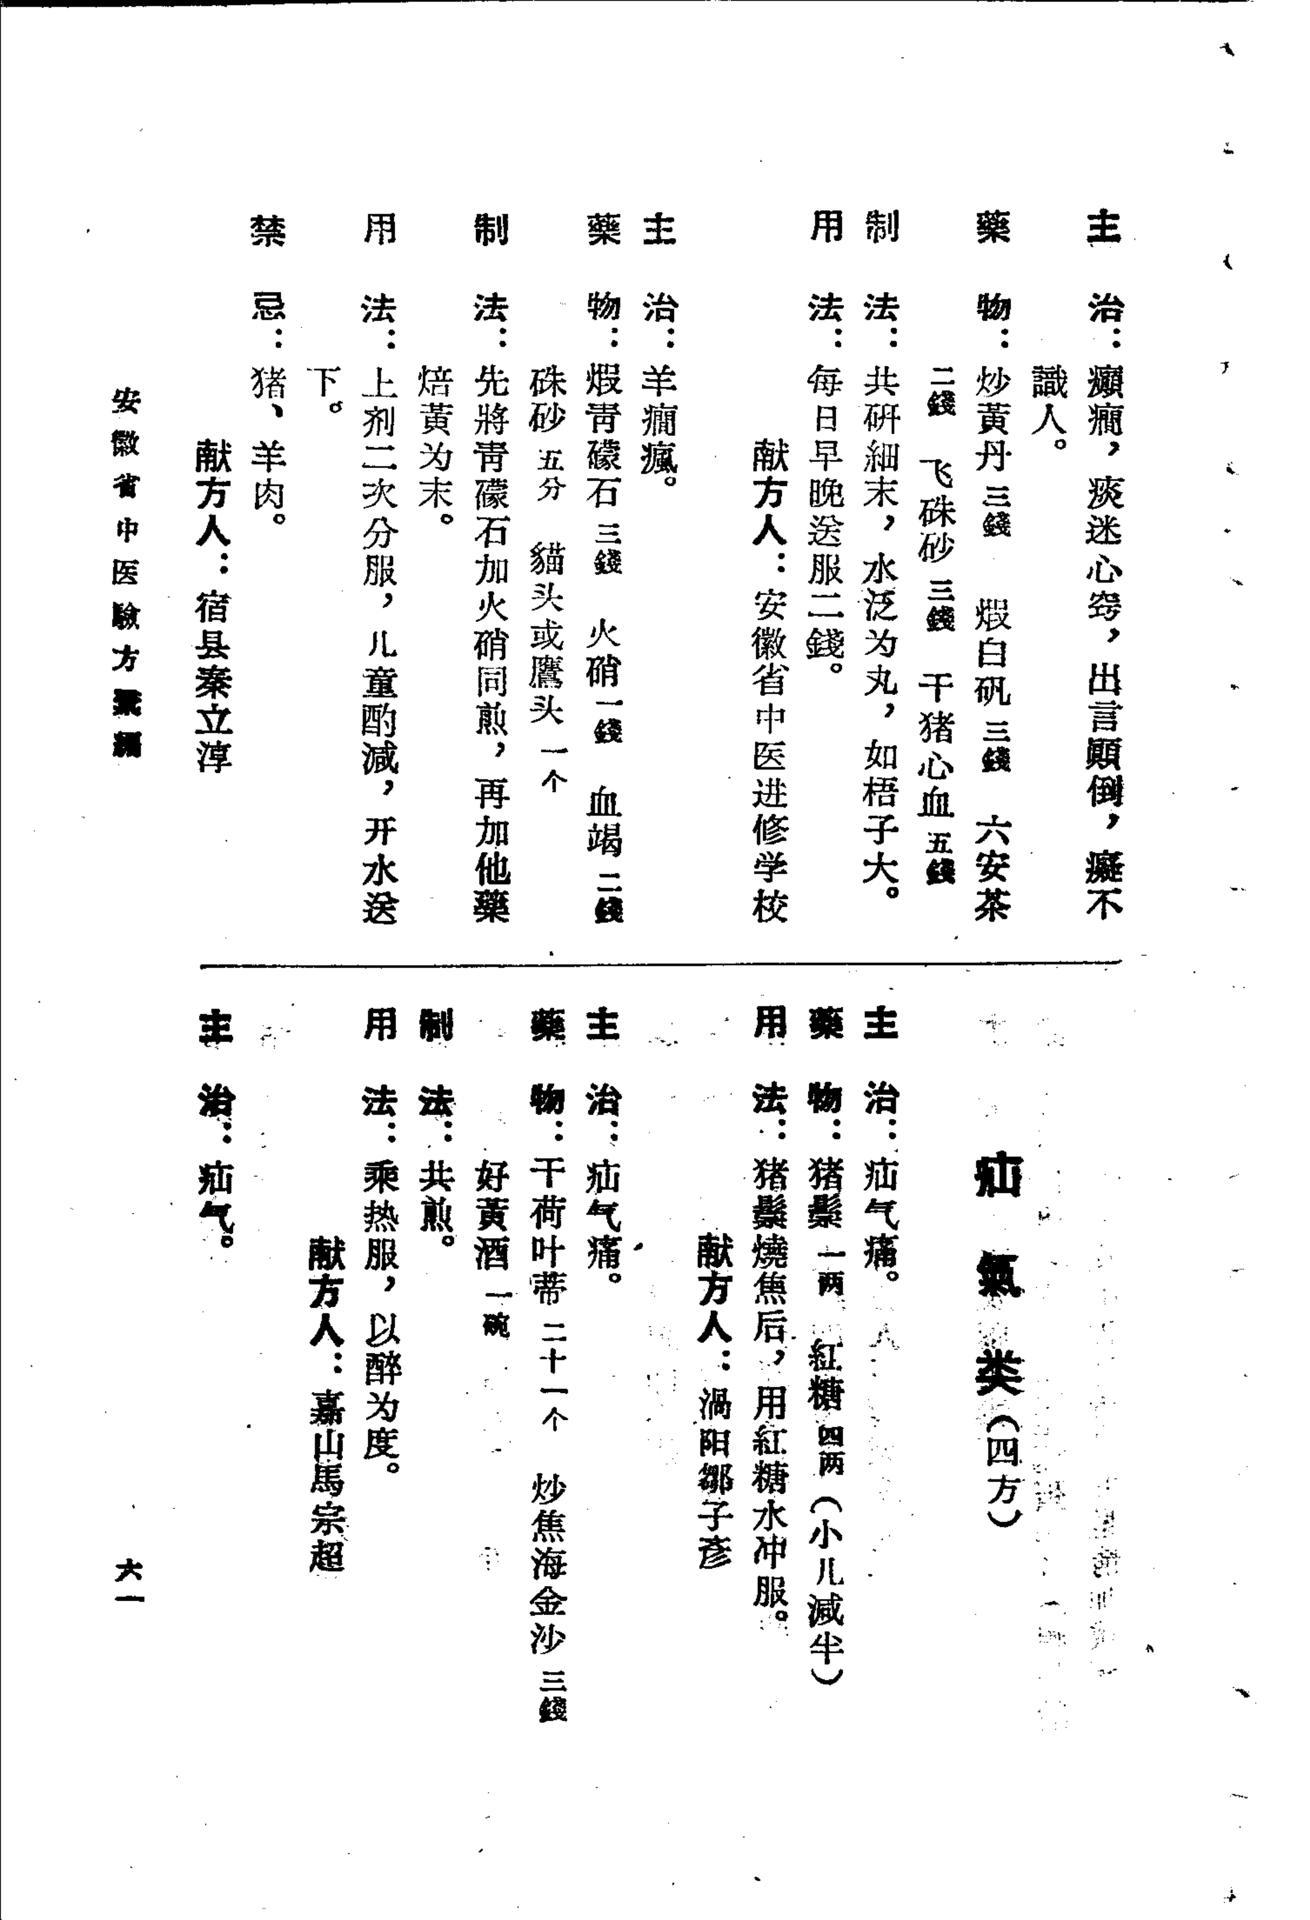 主　治：癲癇，痰迷心窍，出言顚倒，癡不
識人。
藥　物：炒黃丹三錢　煆白矾三錢　六安茶
二錢　飞硃砂三錢　干猪心血五錢
制　法：共研細末，水泛为丸，如梧子大。
用　法：每日早晚送服二錢。
献方人：安徽省中医进修学校
主　治：羊癇瘋。
藥　物：煆靑礞石三錢　火硝一錢　血竭二錢
硃砂五分　貓头或鷹头一个
制　法：先將靑礞石加火硝同煎，再加他藥
焙黃为末。
用　法：上剂二次分服，儿童酌減，开水送
下。
禁　忌：猪、羊肉。
献方人：宿县秦立淳
疝氣类（四方）
主　治：疝气痛。
藥　物：猪鬃一两　紅糖四两（小儿減半）
用　法：猪鬃燒焦后，用紅糖水冲服。
献方人：渦阳鄒子彥
主　治：疝气痛。
藥　物：干荷叶蒂二十一个　炒焦海金沙三錢
好黃酒一碗
制　法：共煎。
用　法：乘热服，以醉为度。
献方人：嘉山馬宗超
主　治：疝气。
安徽省中医驗方彙編
六一